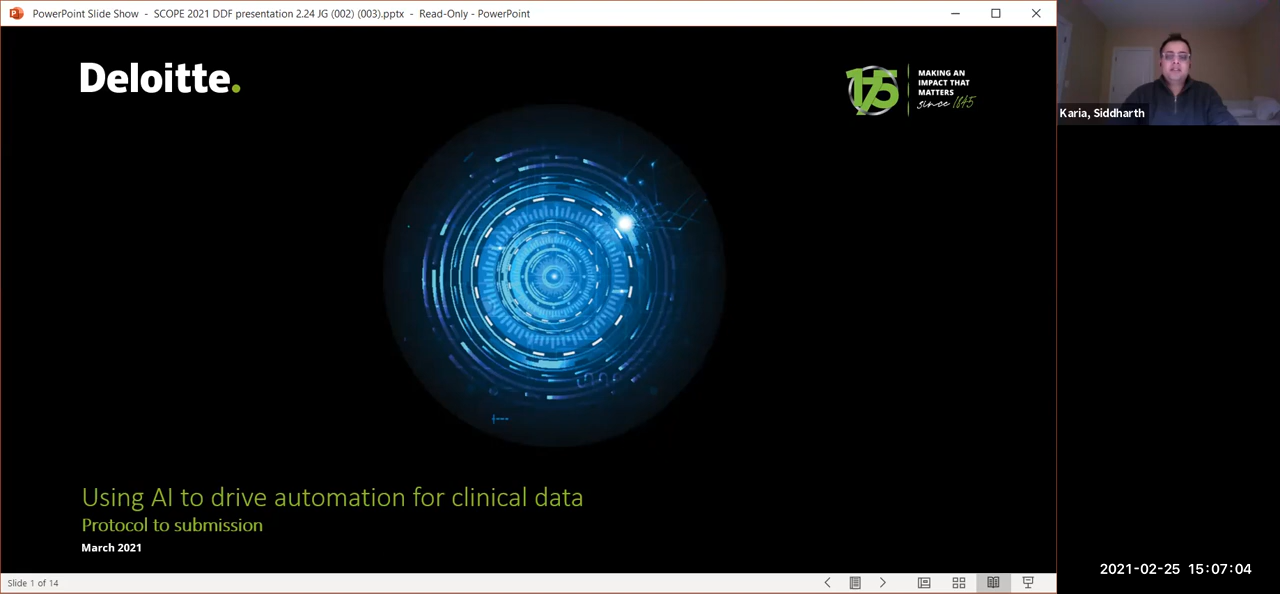 PowerPoint Slide Show - SCOPE 2021 DDF presentation 2.24 JG (002) (003).pptx - Read-Only - PowerPoint
Deloitte.
175
MAKING AN
IMPACT THAT
MATTERS
since 1845
Karia, Siddharth
Using AI to drive automation for clinical data
Protocol to submission
March 2021
2021-02-25 15:07:04
Slide 1 of 14